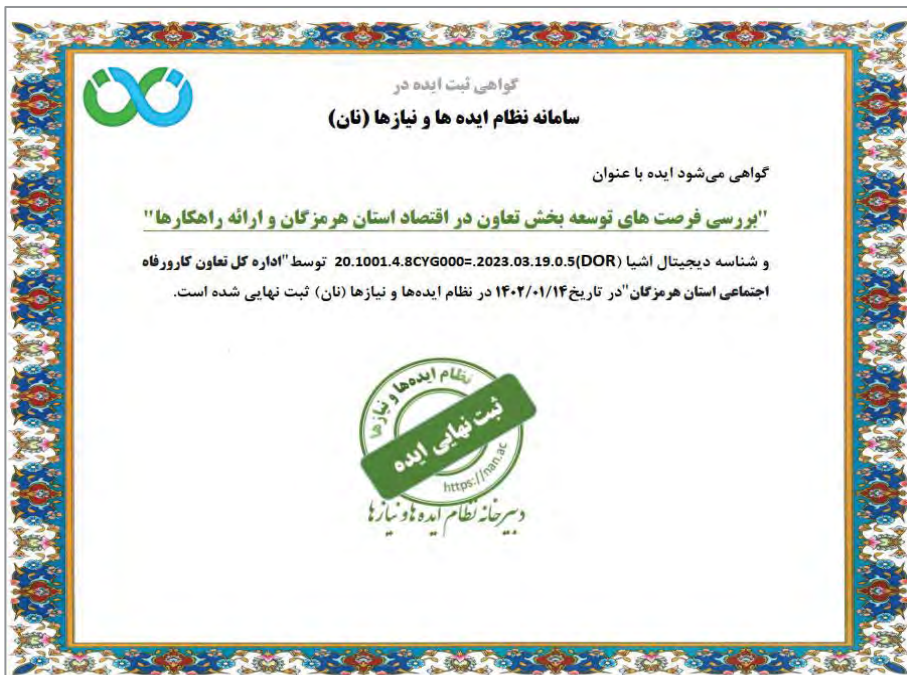 گواهی ثبت ایده در
سامانه نظام ایده ها و نیازها (نان)
گواهی می‌شود ایده با عنوان
"بررسی فرصت های توسعه بخش تعاون در اقتصاد استان هرمزگان و ارائه راهکارها"
و شناسه دیجیتال اشیا (DOR)20.1001.4.8CYG000=.2023.03.19.0.5 توسط"اداره کل تعاون کارورفاه
اجتماعی استان هرمزگان"در تاریخ۱۴۰۲/۰۱/۱۴ در نظام ایده‌ها و نیازها (نان) ثبت نهایی شده است.
نظام ایده‌ها و نیازها
ثبت نهایی ایده
https://nan.ac
دبیرخانه نظام ایده ها و نیازها